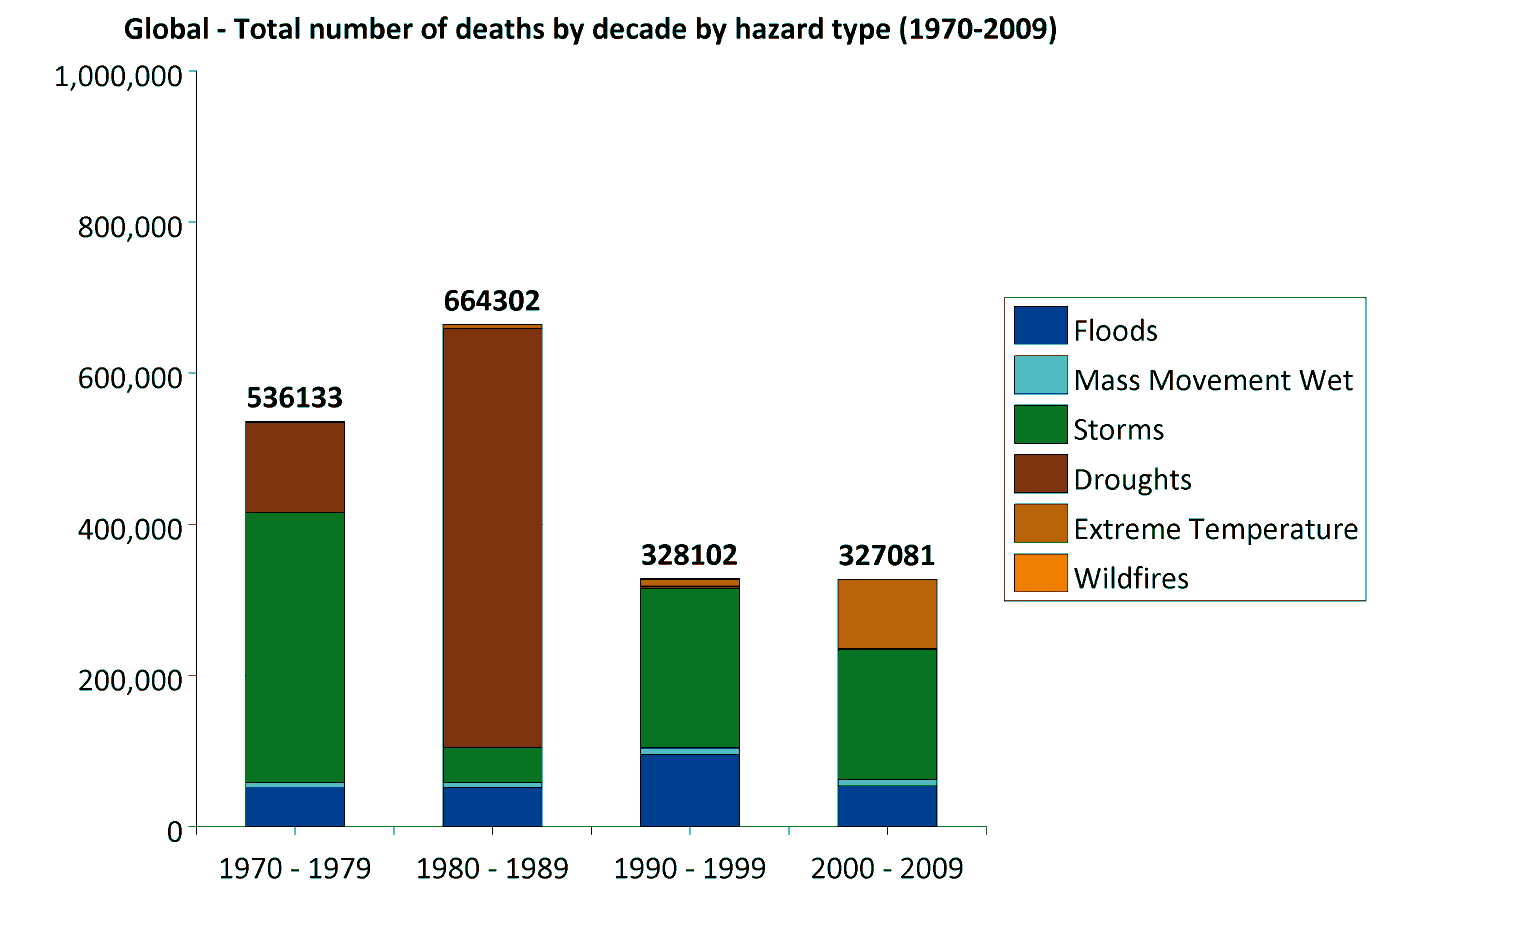 Global - Total number of deaths by decade by hazard type (1970-2009)
1,000,000
800,000
600,000
400,000
200,000
0
536133
664302
328102
327081
1970 - 1979
1980 - 1989
1990 - 1999
2000 - 2009
Floods
Mass Movement Wet
Storms
Droughts
Extreme Temperature
Wildfires